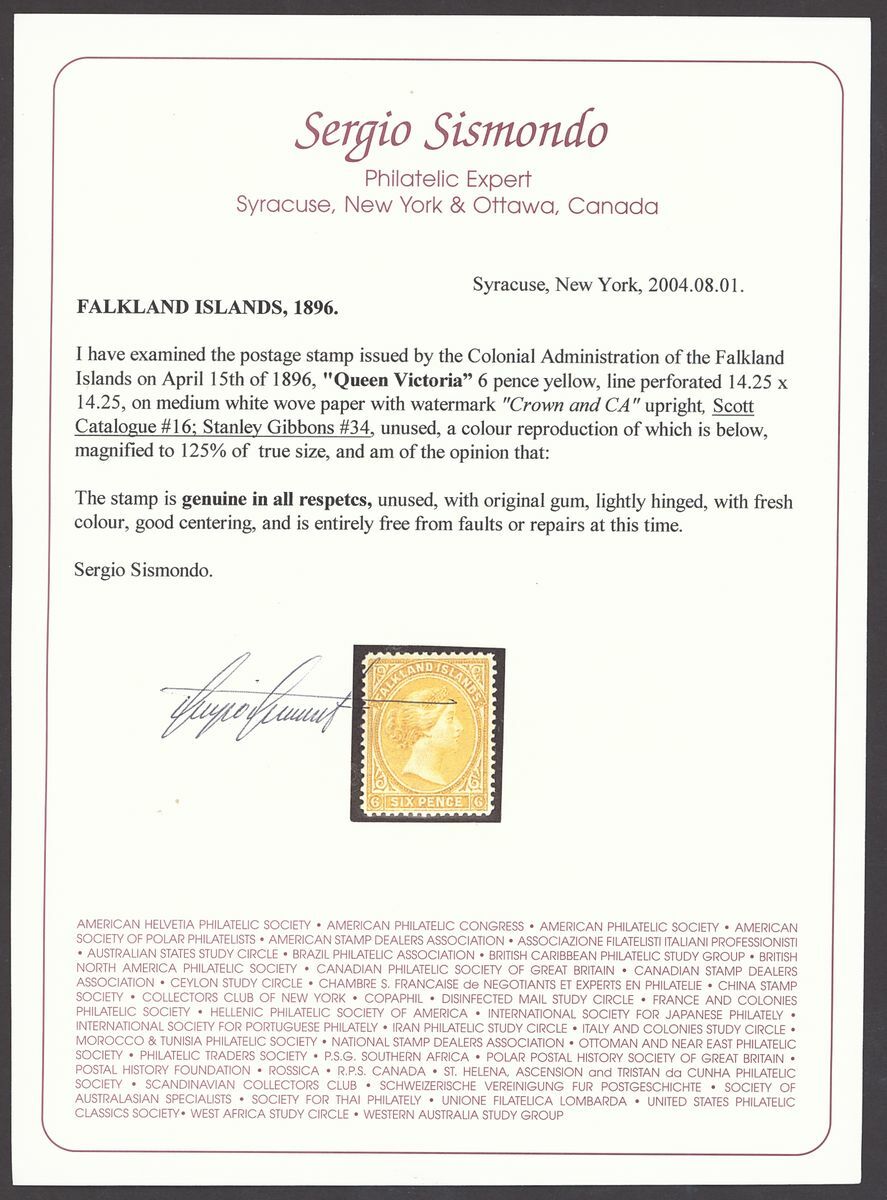 Sergio Sismondo
Philatelic Expert
Syracuse, New York & Ottawa, Canada
Syracuse, New York, 2004.08.01.
FALKLAND ISLANDS, 1896.
I have examined the postage stamp issued by the Colonial Administration of the Falkland
Islands on April 15th of 1896, "Queen Victoria” 6 pence yellow, line perforated 14.25 x
14.25, on medium white wove paper with watermark "Crown and CA" upright, Scott
Catalogue #16; Stanley Gibbons #34, unused, a colour reproduction of which is below,
magnified to 125% of true size, and am of the opinion that:
The stamp is genuine in all respetcs, unused, with original gum, lightly hinged, with fresh
colour, good centering, and is entirely free from faults or repairs at this time.
Sergio Sismondo.
FALKLAND ISLANDS
6 SIX PENCE 6
AMERICAN HELVETIA PHILATELIC SOCIETY • AMERICAN PHILATELIC CONGRESS • AMERICAN PHILATELIC SOCIETY • AMERICAN
SOCIETY OF POLAR PHILATELISTS • AMERICAN STAMP DEALERS ASSOCIATION • ASSOCIAZIONE FILATELISTI ITALIANI PROFESSIONISTI
• AUSTRALIAN STATES STUDY CIRCLE • BRAZIL PHILATELIC ASSOCIATION • BRITISH CARIBBEAN PHILATELIC STUDY GROUP • BRITISH
NORTH AMERICA PHILATELIC SOCIETY • CANADIAN PHILATELIC SOCIETY OF GREAT BRITAIN • CANADIAN STAMP DEALERS
ASSOCIATION • CEYLON STUDY CIRCLE • CHAMBRE S. FRANCAISE de NEGOTIANTS ET EXPERTS EN PHILATELIE • CHINA STAMP
SOCIETY • COLLECTORS CLUB OF NEW YORK • COPAPHIL • DISINFECTED MAIL STUDY CIRCLE • FRANCE AND COLONIES
PHILATELIC SOCIETY • HELLENIC PHILATELIC SOCIETY OF AMERICA • INTERNATIONAL SOCIETY FOR JAPANESE PHILATELY •
INTERNATIONAL SOCIETY FOR PORTUGUESE PHILATELY • IRAN PHILATELIC STUDY CIRCLE • ITALY AND COLONIES STUDY CIRCLE •
MOROCCO & TUNISIA PHILATELIC SOCIETY • NATIONAL STAMP DEALERS ASSOCIATION • OTTOMAN AND NEAR EAST PHILATELIC
SOCIETY • PHILATELIC TRADERS SOCIETY • P.S.G. SOUTHERN AFRICA • POLAR POSTAL HISTORY SOCIETY OF GREAT BRITAIN •
POSTAL HISTORY FOUNDATION • ROSSICA • R.P.S. CANADA • ST. HELENA, ASCENSION and TRISTAN da CUNHA PHILATELIC
SOCIETY • SCANDINAVIAN COLLECTORS CLUB • SCHWEIZERISCHE VEREINIGUNG FUR POSTGESCHICHTE • SOCIETY OF
AUSTRALASIAN SPECIALISTS • SOCIETY FOR THAI PHILATELY • UNIONE FILATELICA LOMBARDA • UNITED STATES PHILATELIC
CLASSICS SOCIETY• WEST AFRICA STUDY CIRCLE • WESTERN AUSTRALIA STUDY GROUP